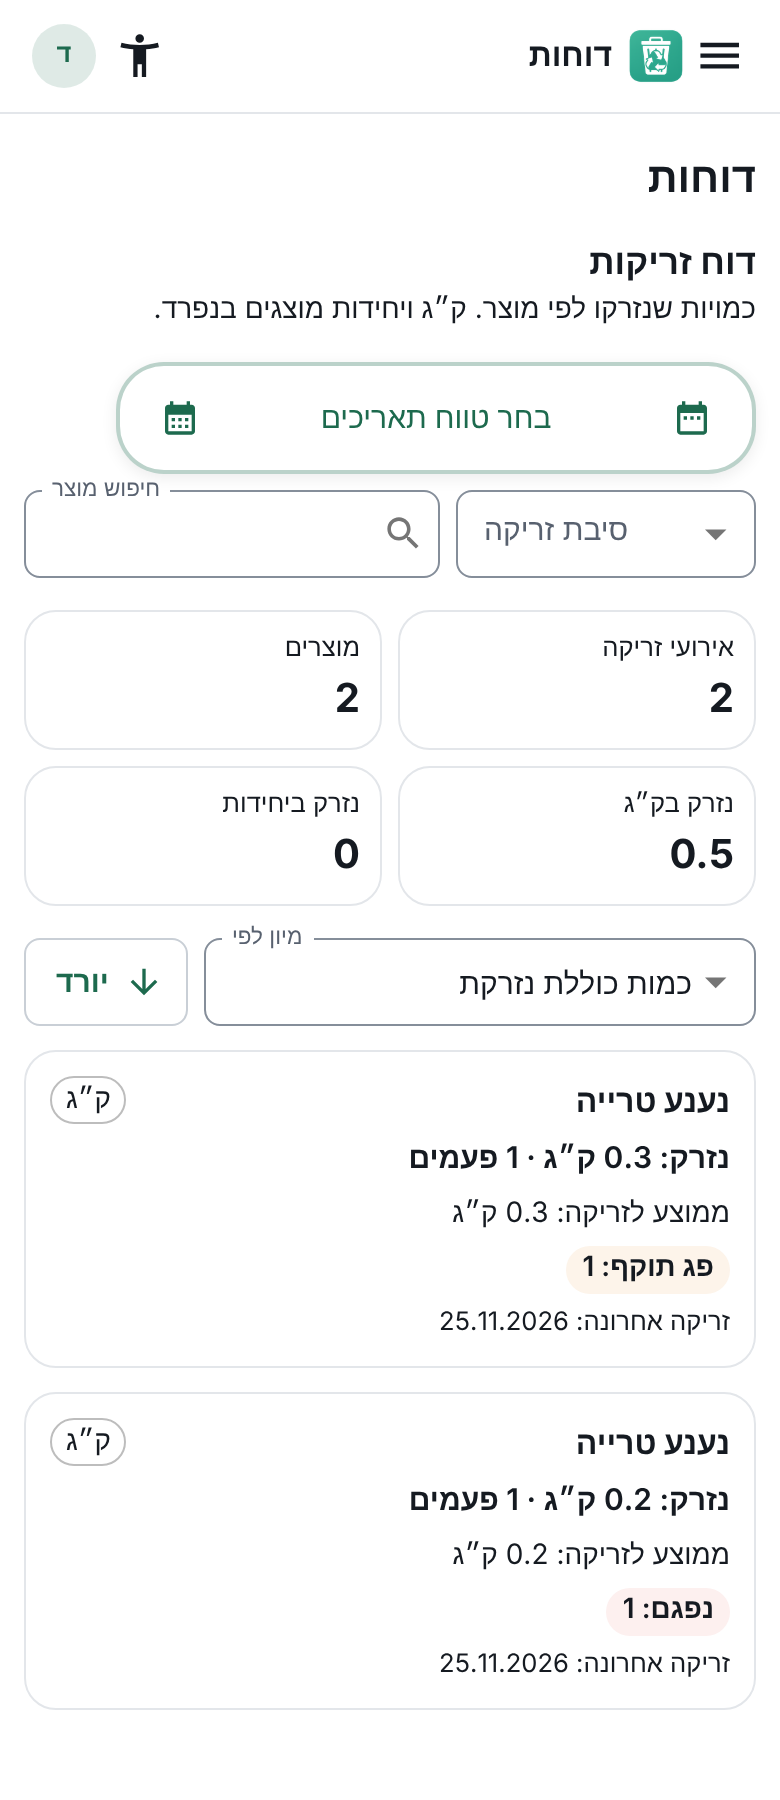 דוחות
ד
דוחות
דוח זריקות
כמויות שנזרקו לפי מוצר. ק״ג ויחידות מוצגים בנפרד.
בחר טווח תאריכים
סיבת זריקה
חיפוש מוצר
אירועי זריקה
2
מוצרים
2
נזרק בק״ג
0.5
נזרק ביחידות
0
מיון לפי
כמות כוללת נזרקת
יורד
נענע טרייה
ק״ג
נזרק: 0.3 ק״ג · 1 פעמים
ממוצע לזריקה: 0.3 ק״ג
פג תוקף: 1
זריקה אחרונה: 25.11.2026
נענע טרייה
ק״ג
נזרק: 0.2 ק״ג · 1 פעמים
ממוצע לזריקה: 0.2 ק״ג
נפגם: 1
זריקה אחרונה: 25.11.2026